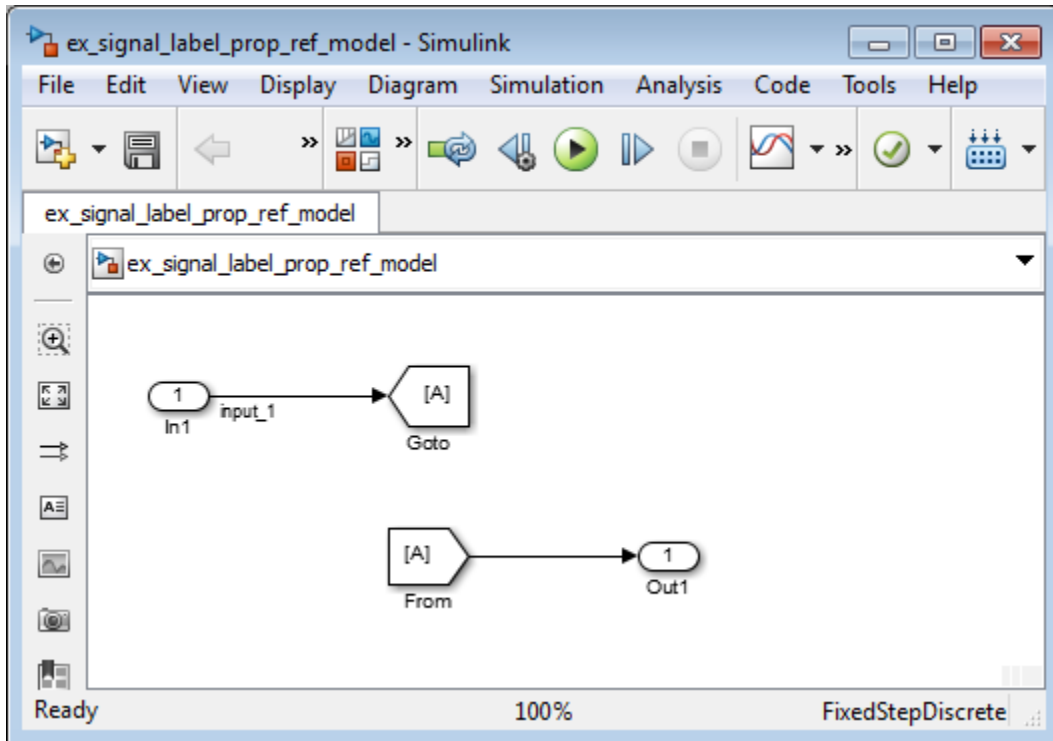 ex_signal_label_prop_ref_model - Simulink
File Edit View Display Diagram Simulation Analysis Code Tools Help
ex_signal_label_prop_ref_model
ex_signal_label_prop_ref_model
1
In1
input_1
[A]
Goto
[A]
From
1
Out1
Ready 100% FixedStepDiscrete